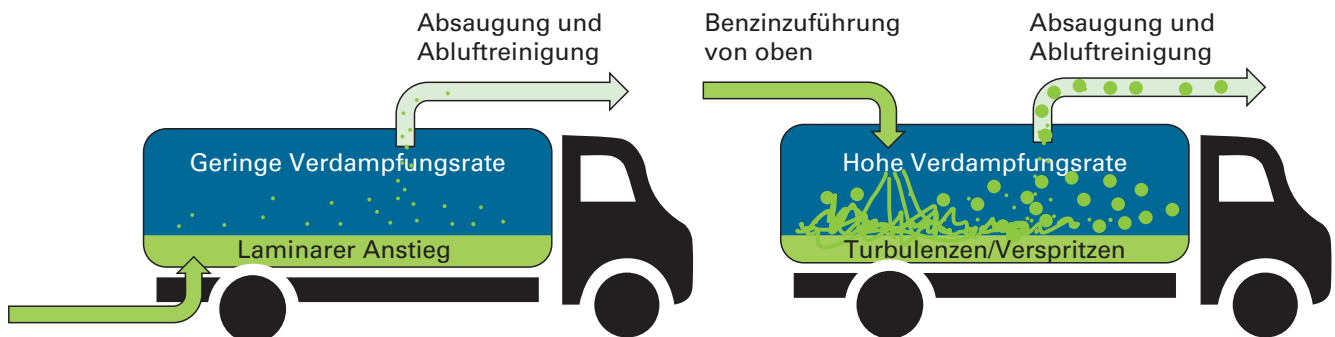 Absaugung und
Abluftreinigung
Geringe Verdampfungsrate
Laminarer Anstieg
Benzinzuführung
von oben
Absaugung und
Abluftreinigung
Hohe Verdampfungsrate
Turbulenzen/Verspritzen